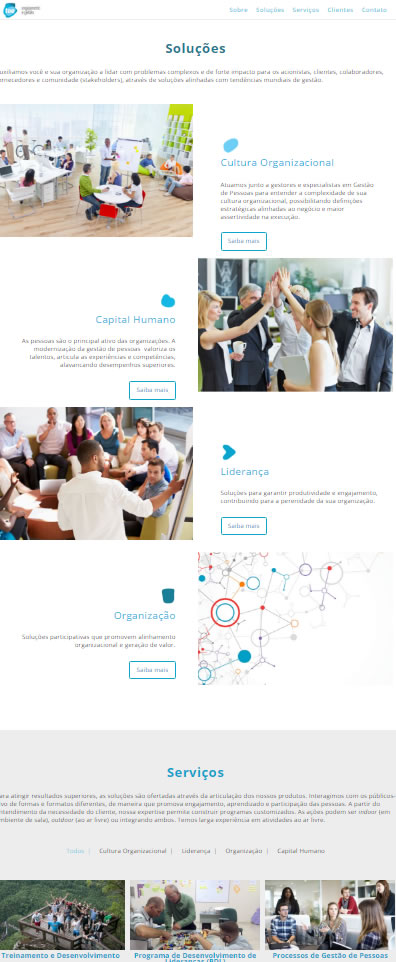 Sobre Soluções Serviços Clientes Contato
Soluções
uxiliamos você e sua organização a lidar com problemas complexos e de forte impacto para os acionistas, clientes, colaboradores,
ornecedores e comunidade (stakeholders), através de soluções alinhadas com tendências mundiais de gestão.
Cultura Organizacional
Atuamos junto a gestores e especialistas em Gestão
de Pessoas para entender a complexidade de sua
cultura organizacional, possibilitando definições
estratégicas alinhadas ao negócio e maior
assertividade na execução.
Saiba mais
Capital Humano
As pessoas são o principal ativo das organizações. A
modernização da gestão de pessoas valoriza os
talentos, articula as experiências e competências,
alavancando desempenhos superiores.
Saiba mais
Liderança
Soluções para garantir produtividade e engajamento,
contribuindo para a perenidade da sua organização.
Saiba mais
Organização
Soluções participativas que promovem alinhamento
organizacional e geração de valor.
Saiba mais
Serviços
ara atingir resultados superiores, as soluções são ofertadas através da articulação dos nossos produtos. Interagimos com os públicos-
vo de formas e formatos diferentes, de maneira que promova engajamento, aprendizado e participação das pessoas. A partir do
ntendimento da necessidade do cliente, nossa expertise permite construir programas customizados. As ações podem ser indoor (em
mbiente de sala), outdoor (ao ar livre) ou integrando ambos. Temos larga experiência em atividades ao ar livre.
Todos | Cultura Organizacional | Liderança | Organização | Capital Humano
Treinamento e Desenvolvimento
Programa de Desenvolvimento de
Lideranças (PDL)
Processos de Gestão de Pessoas